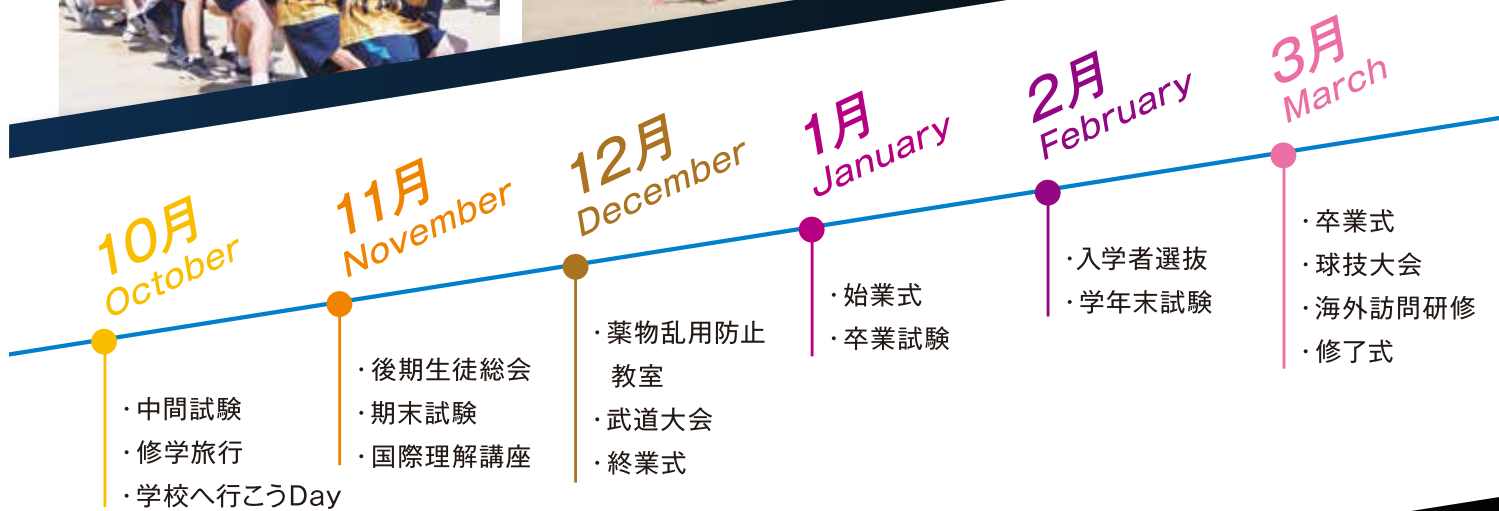 10月
October
・中間試験
・修学旅行
・学校へ行こうDay
11月
November
・後期生徒総会
・期末試験
・国際理解講座
12月
December
・薬物乱用防止
教室
・武道大会
・終業式
1月
January
・始業式
・卒業試験
2月
February
・入学者選抜
・学年末試験
3月
March
・卒業式
・球技大会
・海外訪問研修
・修了式